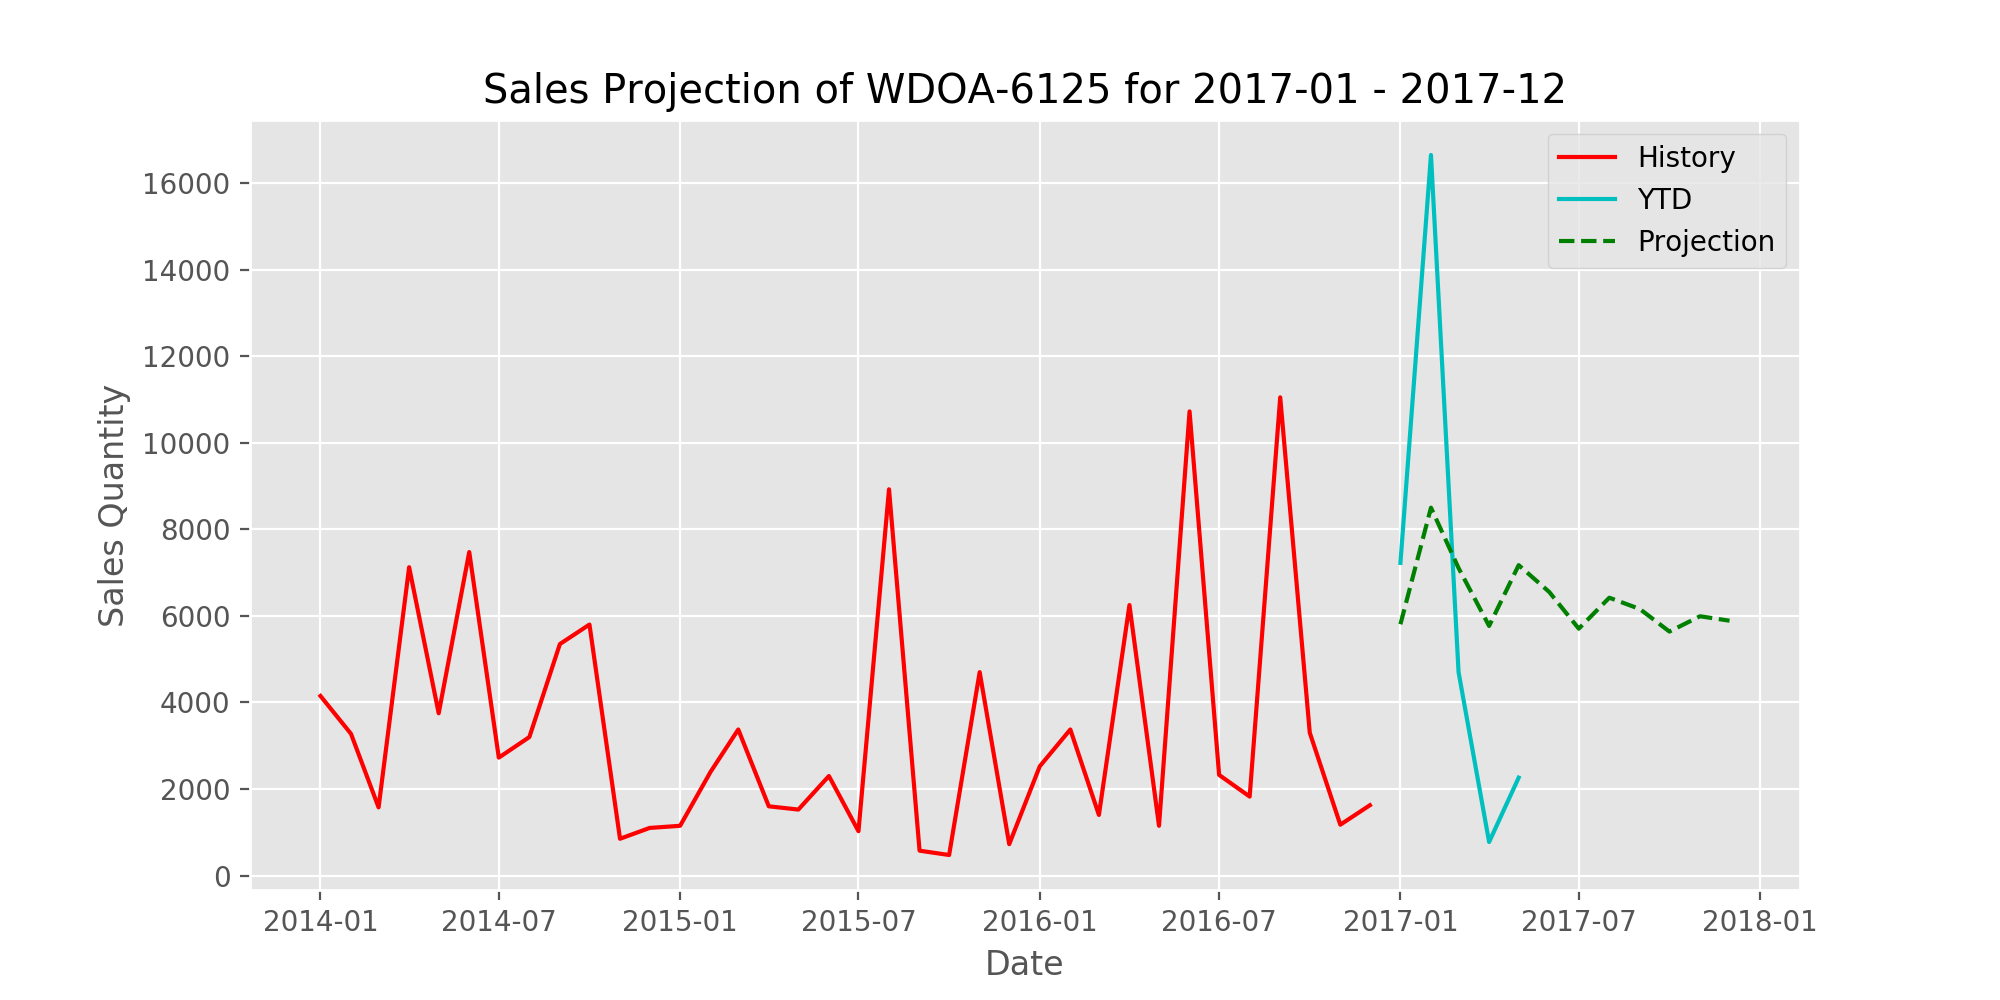 Sales Projection of WDOA-6125 for 2017-01 - 2017-12
History
YTD
Projection
16000
14000
12000
10000
8000
6000
4000
2000
0
Sales Quantity
2014-01 2014-07 2015-01 2015-07 2016-01 2016-07 2017-01 2017-07 2018-01
Date